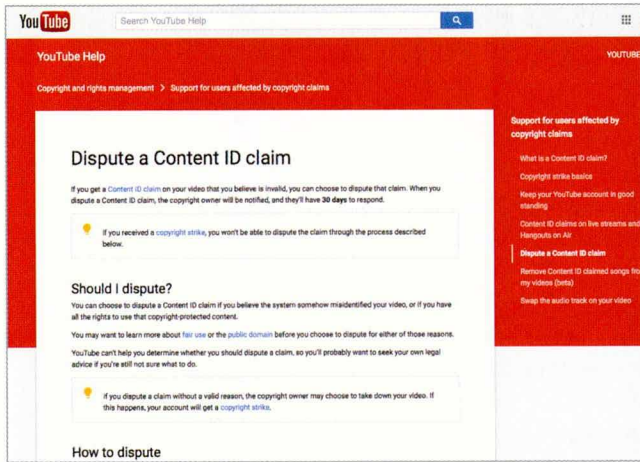 YouTube
Search YouTube Help
YouTube Help
YOUTUBE
Copyright and rights management > Support for users affected by copyright claims
Dispute a Content ID claim
If you get a Content ID claim on your video that you believe is invalid, you can choose to dispute that claim. When you
dispute a Content ID claim, the copyright owner will be notified, and they'll have 30 days to respond.
If you received a copyright strike, you won't be able to dispute the claim through the process described
below.
Should I dispute?
You can choose to dispute a Content ID claim if you believe the system somehow misidentified your video, or if you have
all the rights to use that copyright-protected content.
You may want to learn more about fair use or the public domain before you choose to dispute for either of those reasons.
YouTube can't help you determine whether you should dispute a claim, so you'll probably want to seek your own legal
advice if you're still not sure what to do.
If you dispute a claim without a valid reason, the copyright owner may choose to take down your video. If
this happens, your account will get a copyright strike.
How to dispute
Support for users affected by
copyright claims
What is a Content ID claim?
Copyright strike basics
Keep your YouTube account in good
standing
Content ID claims on live streams and
Hangouts on Air
Dispute a Content ID claim
Remove Content ID claimed songs fro
my videos (beta)
Swap the audio track on your video